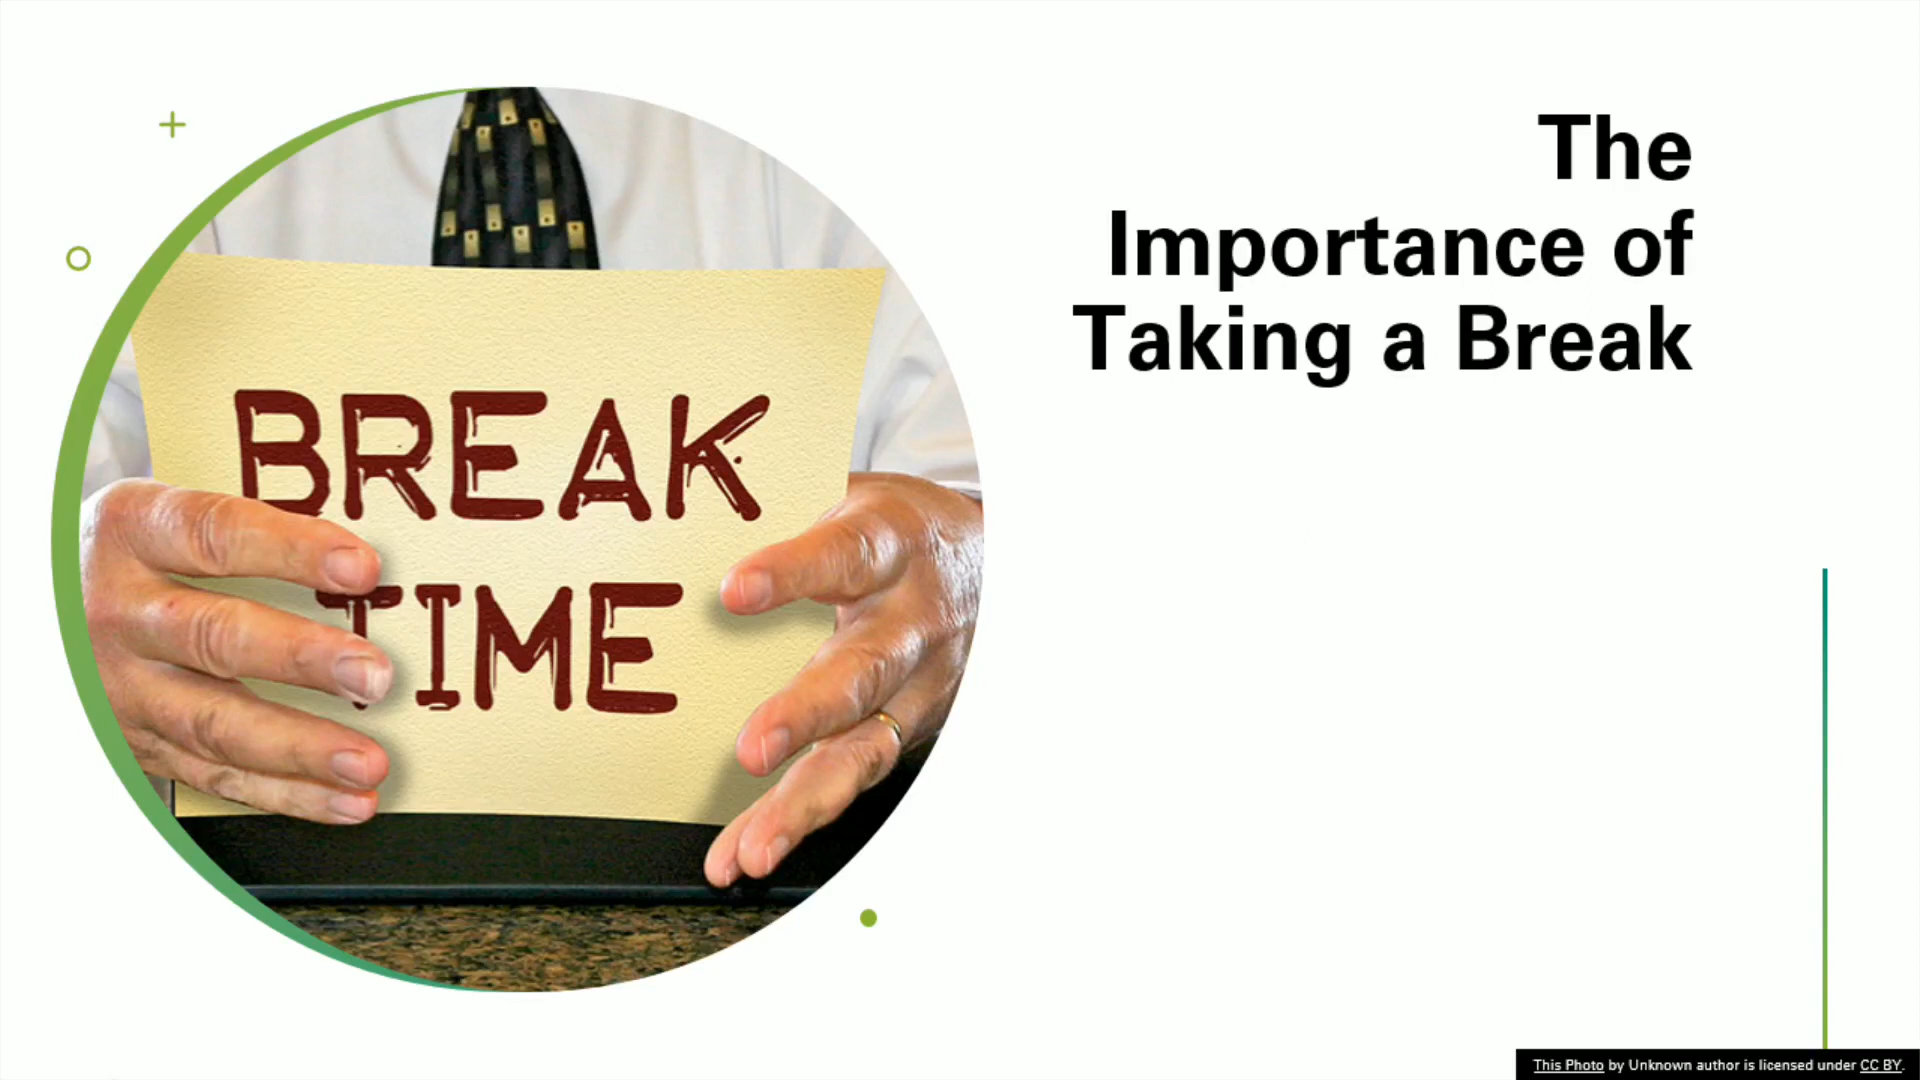 The
Importance of
Taking a Break
BREAK
TIME
This Photo by Unknown author is licensed under CC BY.